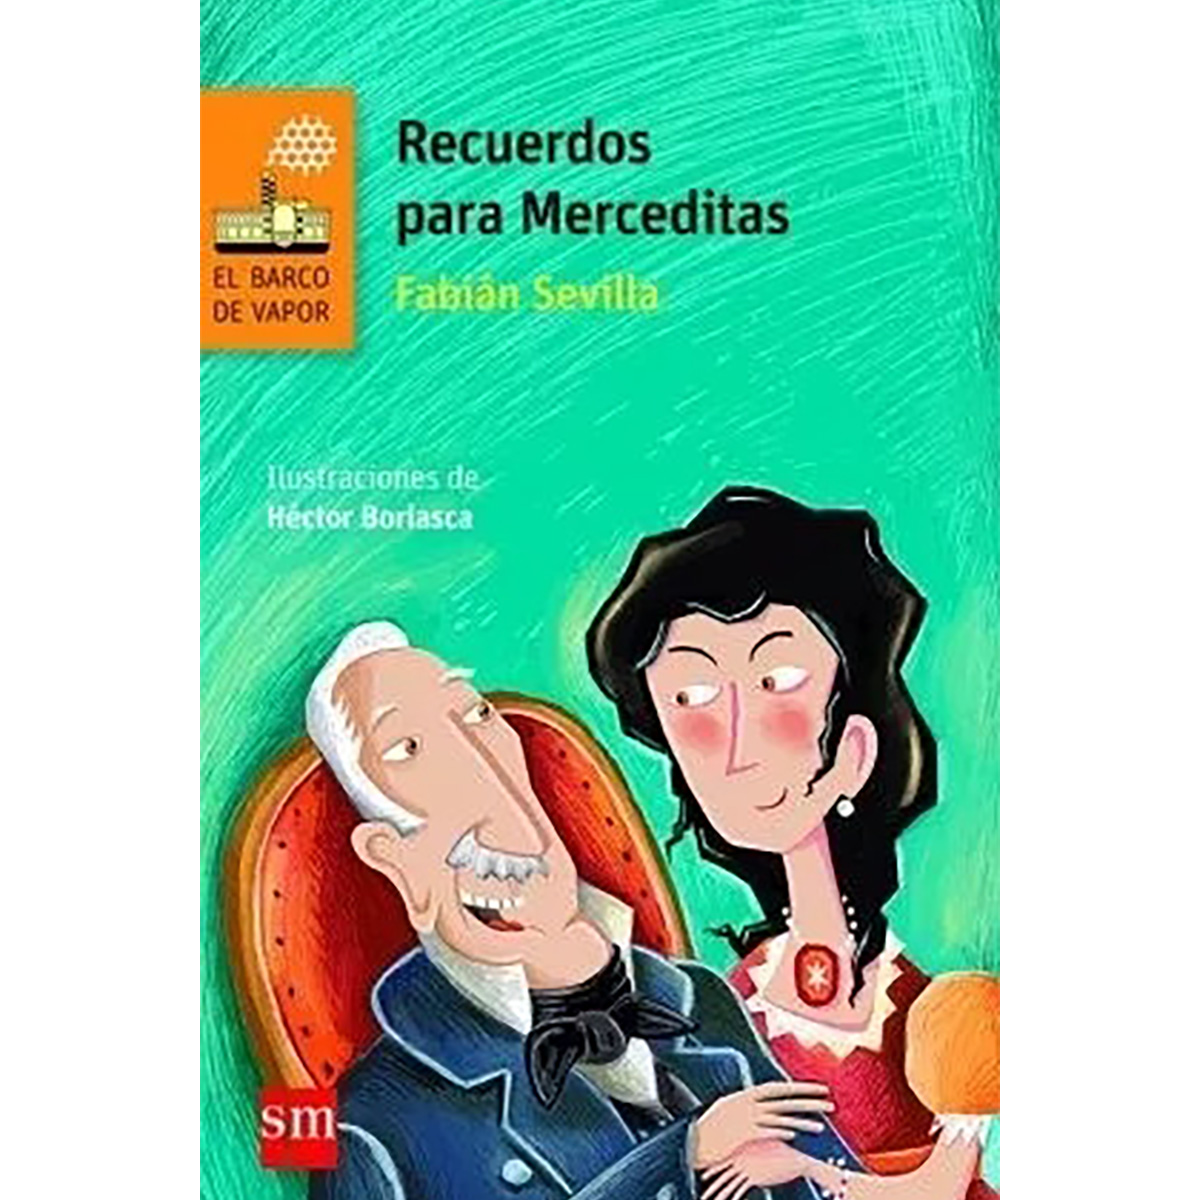 Recuerdos
para Merceditas
Fabián Sevilla
EL BARCO
DE VAPOR
Ilustraciones de
Héctor Borlasca
sm